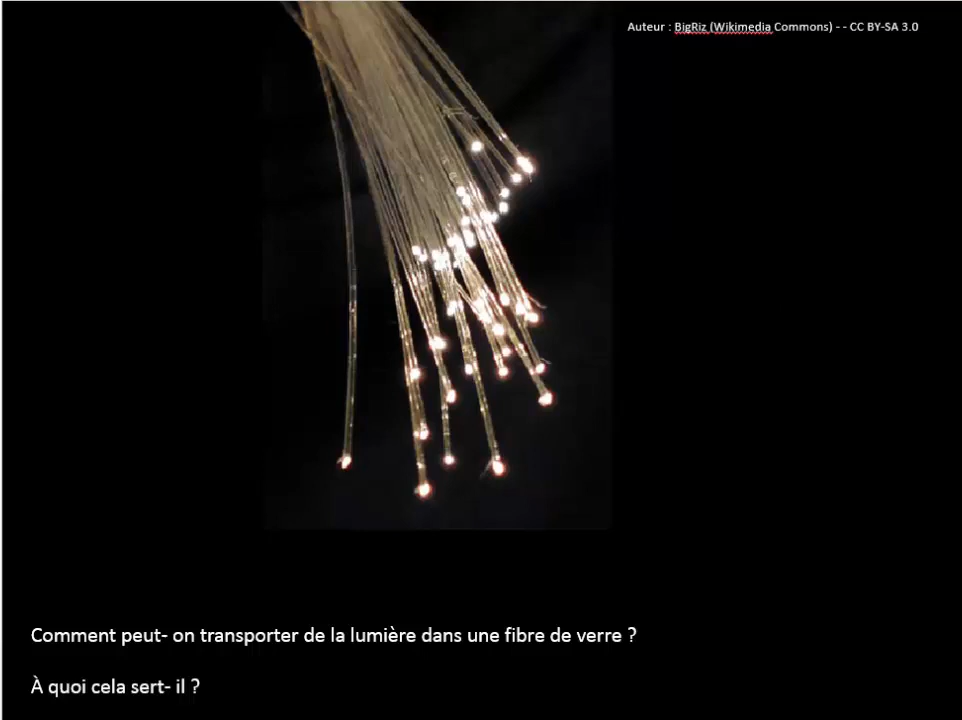 Auteur : BigRiz (Wikimedia Commons) - - CC BY-SA 3.0
Comment peut- on transporter de la lumière dans une fibre de verre ?
À quoi cela sert- il ?